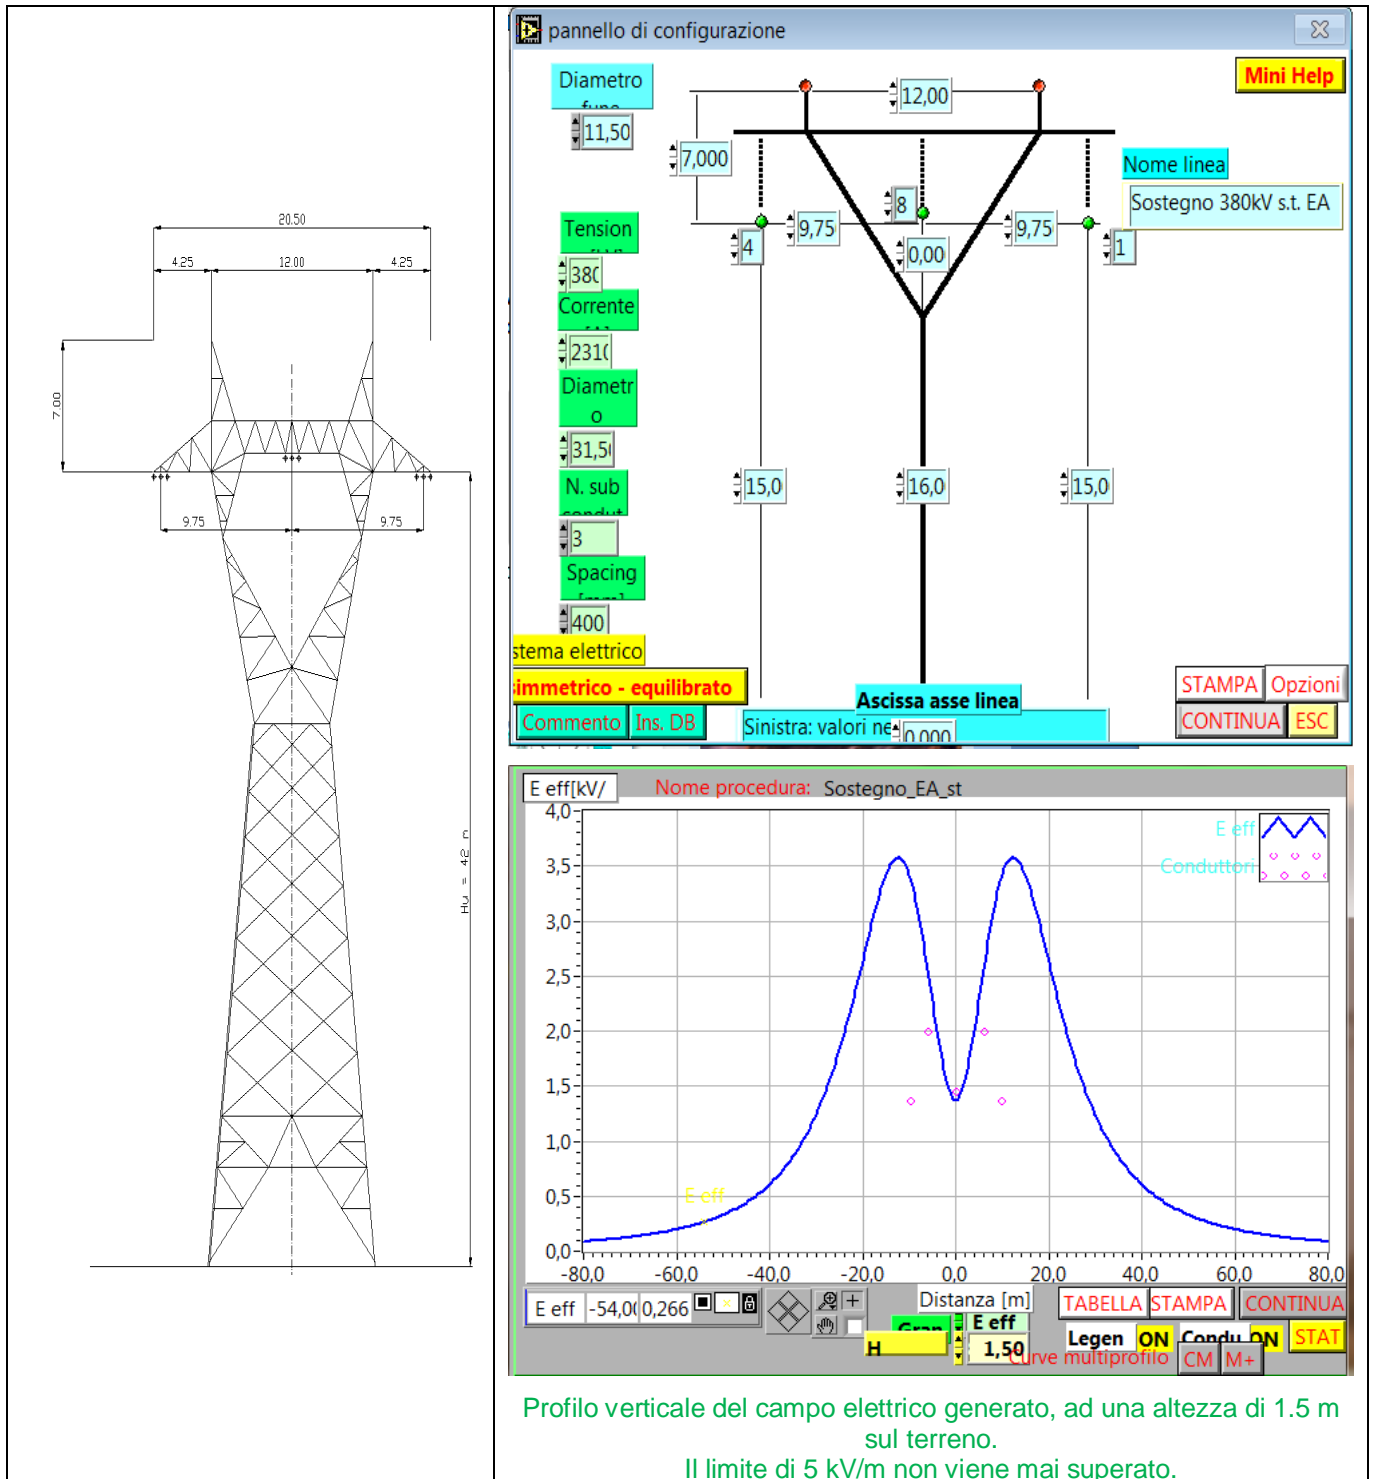 20.50
4.25
12.00
4.25
7.00
9.75
9.75
pannello di configurazione
Mini Help
Diametro
11,50
12,00
7,000
Nome linea
Sostegno 380kV s.t. EA
8
9,75
9,75
4
0,00
1
Tension
380
Corrente
2310
Diametr
o
31,5
N. sub
15,0
16,0
15,0
3
Spacing
400
stema elettrico
simmetrico - equilibrato
Commento
Ins. DB
Ascissa asse linea
Sinistra: valori ne
0,000
STAMPA
Opzioni
CONTINUA
ESC
E eff[kV/
Nome procedura: Sostegno_EA_st
E eff
Conduttori
4,0
3,5
3,0
2,5
2,0
1,5
1,0
0,5
0,0
E eff
-80,0 -60,0 -40,0 -20,0 0,0 20,0 40,0 60,0 80,0
Distanza [m]
E eff -54,0 0,266
TABELLA
STAMPA
CONTINUA
E eff
H
1,50
Legen ON
Condu ON
STAT
Curve multiprofilo
CM
M+
Profilo verticale del campo elettrico generato, ad una altezza di 1.5 m
sul terreno.
Il limite di 5 kV/m non viene mai superato.